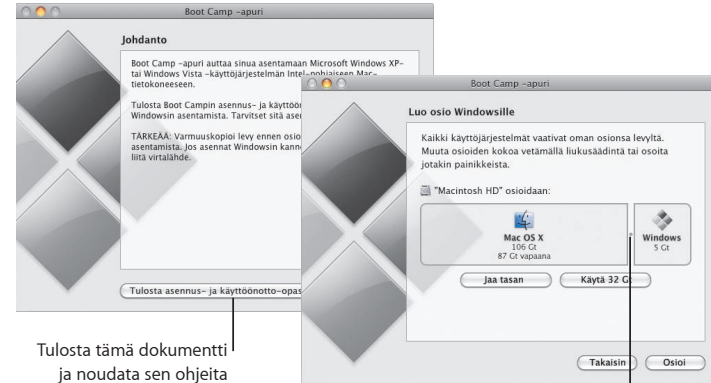 Boot Camp -apuri
Johdanto
Boot Camp -apuri auttaa sinua asentamaan Microsoft Windows XP-
tai Windows Vista -käyttöjärjestelmän Intel-pohjaiseen Mac-
tietokoneeseen.
Tulosta Boot Campin asennus- ja
Windowsin asentamista. Tarvitset sitä
TÄRKEÄÄ: Varmuuskopioi levy ennen
asentamista. Jos asennat Windowsin
liitä virtalähde.
Tulosta asennus- ja käyttöönotto-opas
Boot Camp -apuri
Luo osio Windowsille
Kaikki käyttöjärjestelmät vaativat oman osionsa levyltä.
Muuta osioiden kokoa vetämällä liukusäädintä tai osoita
jotakin painikkeista.
"Macintosh HD" osioidaan:
Mac OS X
106 Gt
87 Gt vapaana
Windows
5 Gt
Jaa tasan
Käytä 32 Gt
Takaisin
Osioi
Tulosta tämä dokumentti
ja noudata sen ohjeita